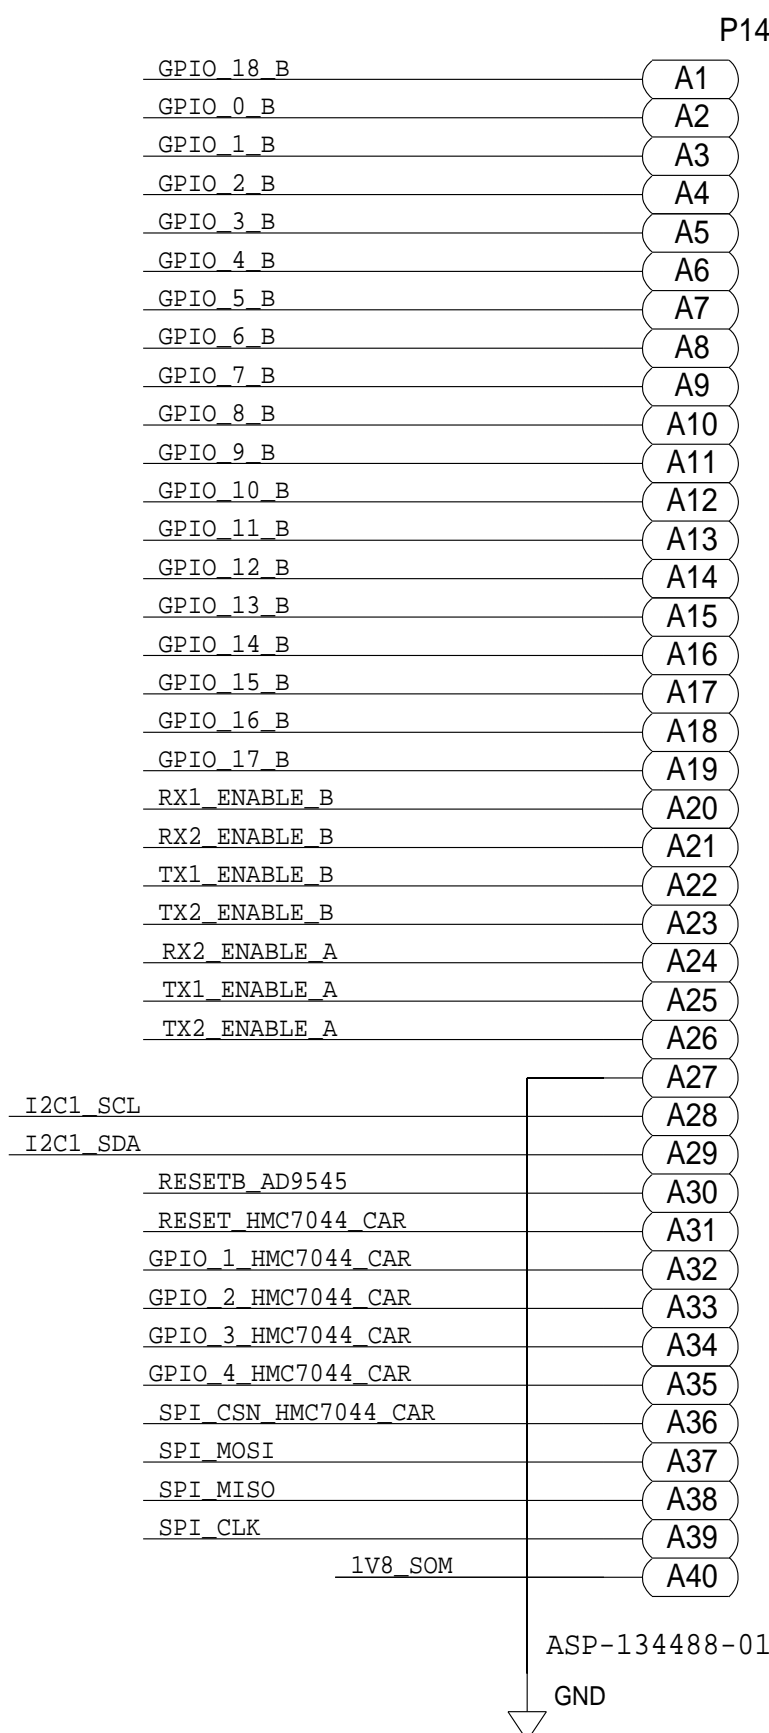 P14
GPIO_18_B A1
GPIO_0_B A2
GPIO_1_B A3
GPIO_2_B A4
GPIO_3_B A5
GPIO_4_B A6
GPIO_5_B A7
GPIO_6_B A8
GPIO_7_B A9
GPIO_8_B A10
GPIO_9_B A11
GPIO_10_B A12
GPIO_11_B A13
GPIO_12_B A14
GPIO_13_B A15
GPIO_14_B A16
GPIO_15_B A17
GPIO_16_B A18
GPIO_17_B A19
RX1_ENABLE_B A20
RX2_ENABLE_B A21
TX1_ENABLE_B A22
TX2_ENABLE_B A23
RX2_ENABLE_A A24
TX1_ENABLE_A A25
TX2_ENABLE_A A26
A27
I2C1_SCL A28
I2C1_SDA A29
RESETB_AD9545 A30
RESET_HMC7044_CAR A31
GPIO_1_HMC7044_CAR A32
GPIO_2_HMC7044_CAR A33
GPIO_3_HMC7044_CAR A34
GPIO_4_HMC7044_CAR A35
SPI_CSN_HMC7044_CAR A36
SPI_MOSI A37
SPI_MISO A38
SPI_CLK A39
1V8_SOM A40
ASP-134488-01
GND